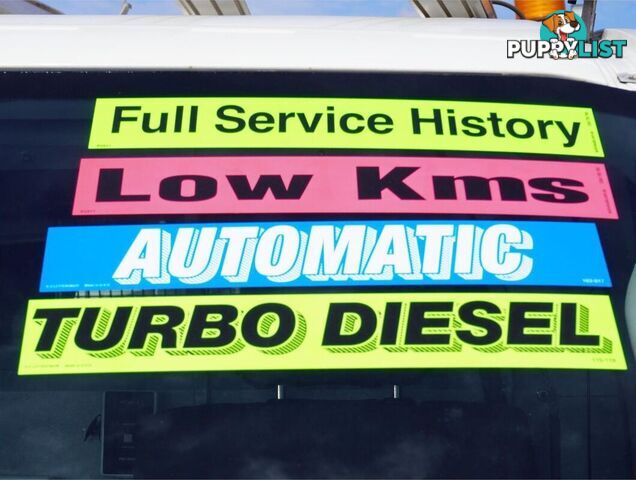 PUPPYLIST
Full Service History
Low Kms
AUTOMATIC
TURBO DIESEL